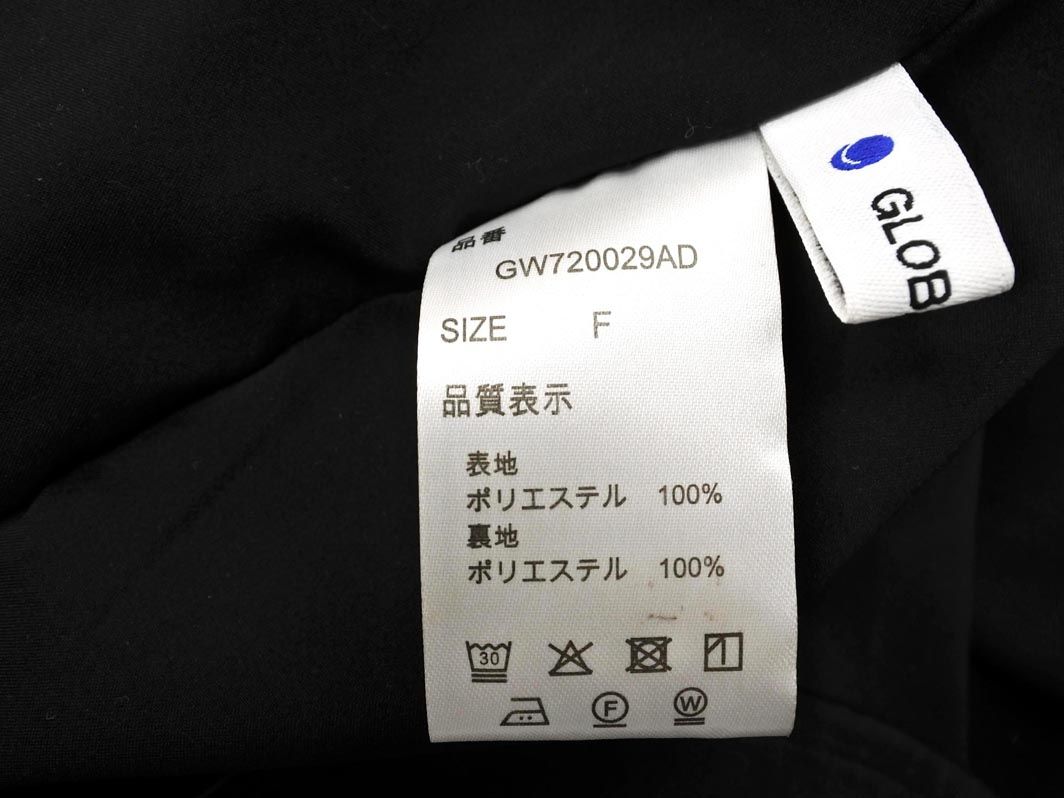 品番
GW720029AD
SIZE F
品質表示
表地
ポリエステル 100%
裏地
ポリエステル 100%
30
F
W
GLOB